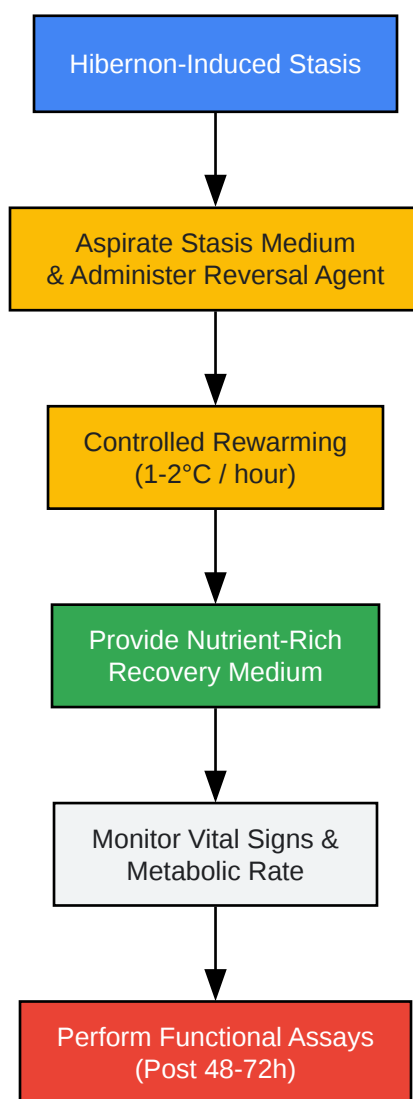 Hibernon-Induced Stasis
Aspirate Stasis Medium
& Administer Reversal Agent
Controlled Rewarming
(1-2°C / hour)
Provide Nutrient-Rich
Recovery Medium
Monitor Vital Signs &
Metabolic Rate
Perform Functional Assays
(Post 48-72h)